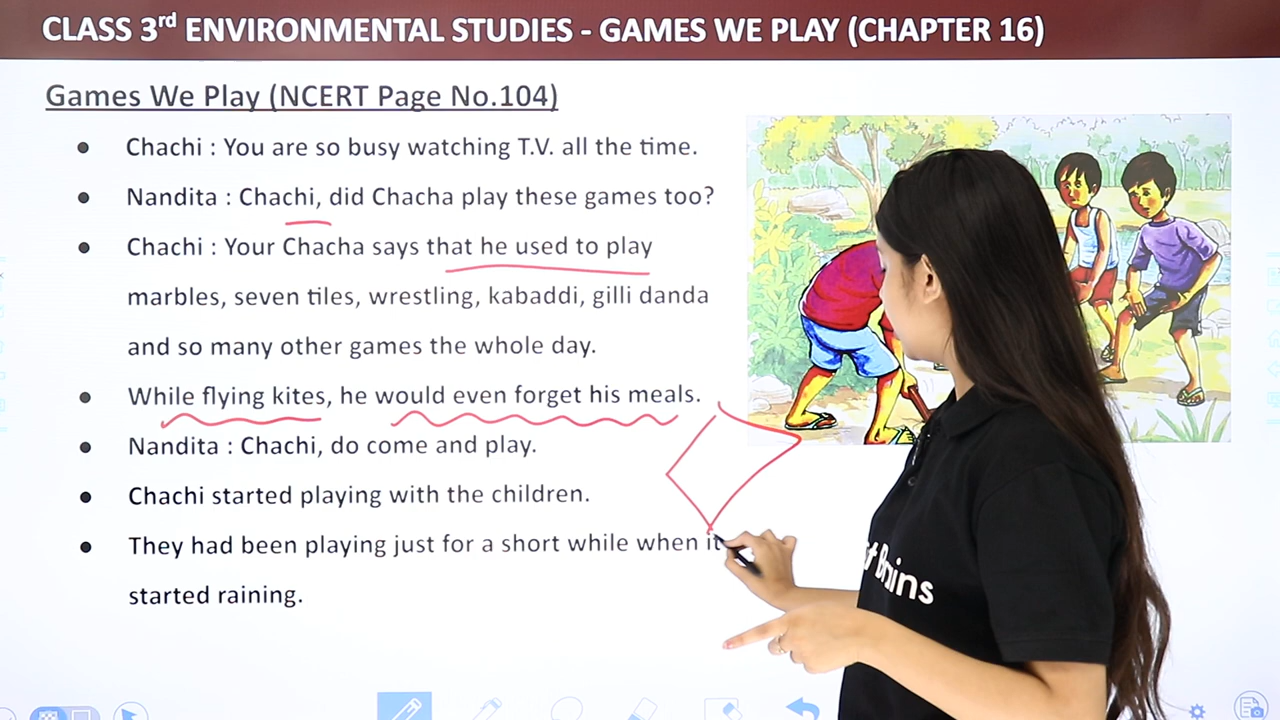 CLASS 3rd ENVIRONMENTAL STUDIES - GAMES WE PLAY (CHAPTER 16)
Games We Play (NCERT Page No.104)
● Chachi : You are so busy watching T.V. all the time.
● Nandita : Chachi, did Chacha play these games too?
● Chachi : Your Chacha says that he used to play
marbles, seven tiles, wrestling, kabaddi, gilli danda
and so many other games the whole day.
● While flying kites, he would even forget his meals.
● Nandita : Chachi, do come and play.
● Chachi started playing with the children.
● They had been playing just for a short while when it
started raining.
Brains